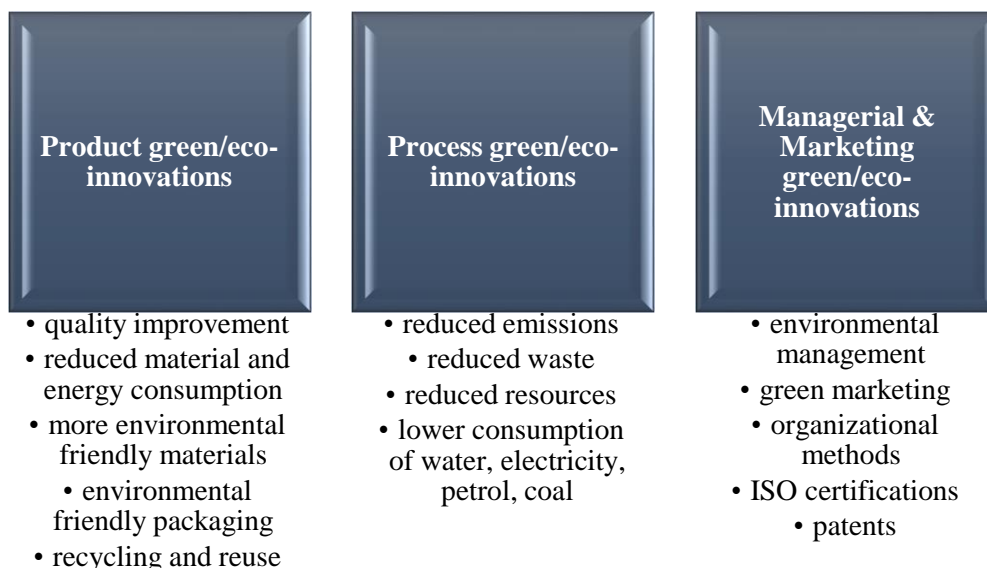 Product green/eco-
innovations
• quality improvement
• reduced material and
energy consumption
• more environmental
friendly materials
• environmental
friendly packaging
• recycling and reuse
Process green/eco-
innovations
• reduced emissions
• reduced waste
• reduced resources
• lower consumption
of water, electricity,
petrol, coal
Managerial &
Marketing
green/eco-
innovations
• environmental
management
• green marketing
• organizational
methods
• ISO certifications
• patents